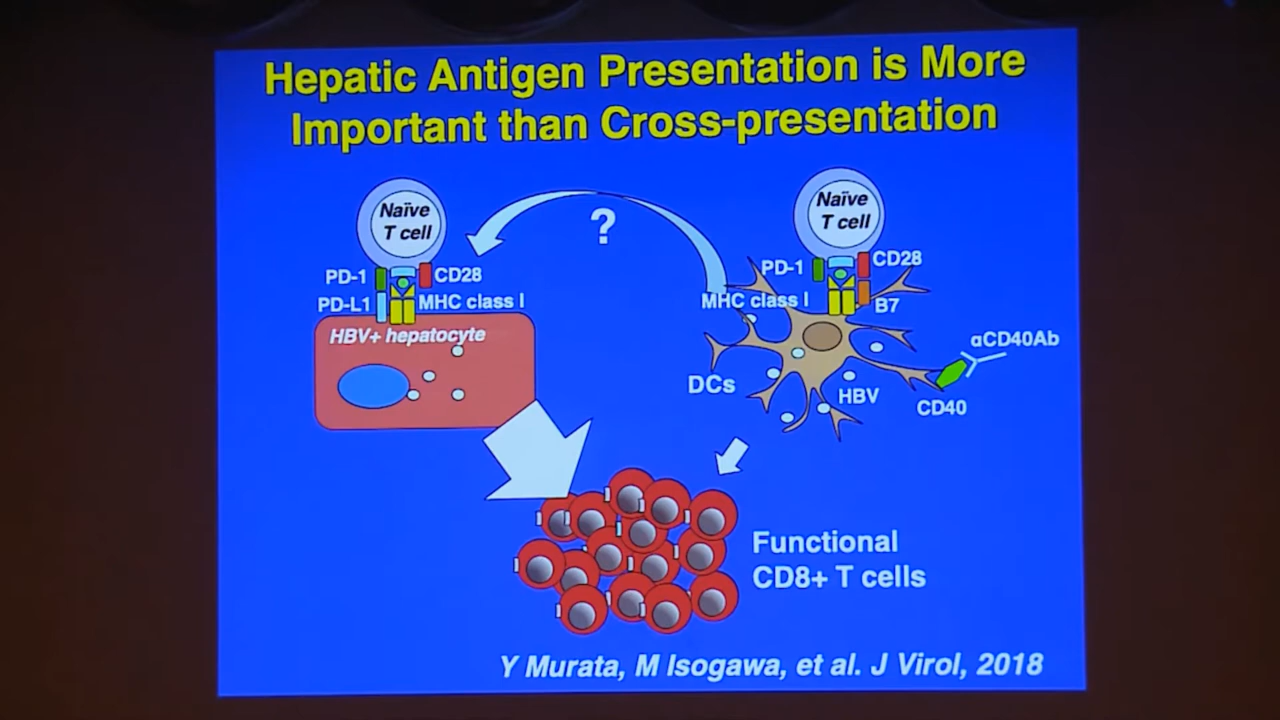 Hepatic Antigen Presentation is More
Important than Cross-presentation
Naïve
T cell
PD-1
CD28
PD-L1
MHC class I
HBV+ hepatocyte
?
Naïve
T cell
PD-1
CD28
MHC class I
B7
αCD40Ab
DCs
HBV
CD40
Functional
CD8+ T cells
Y Murata, M Isogawa, et al. J Virol, 2018